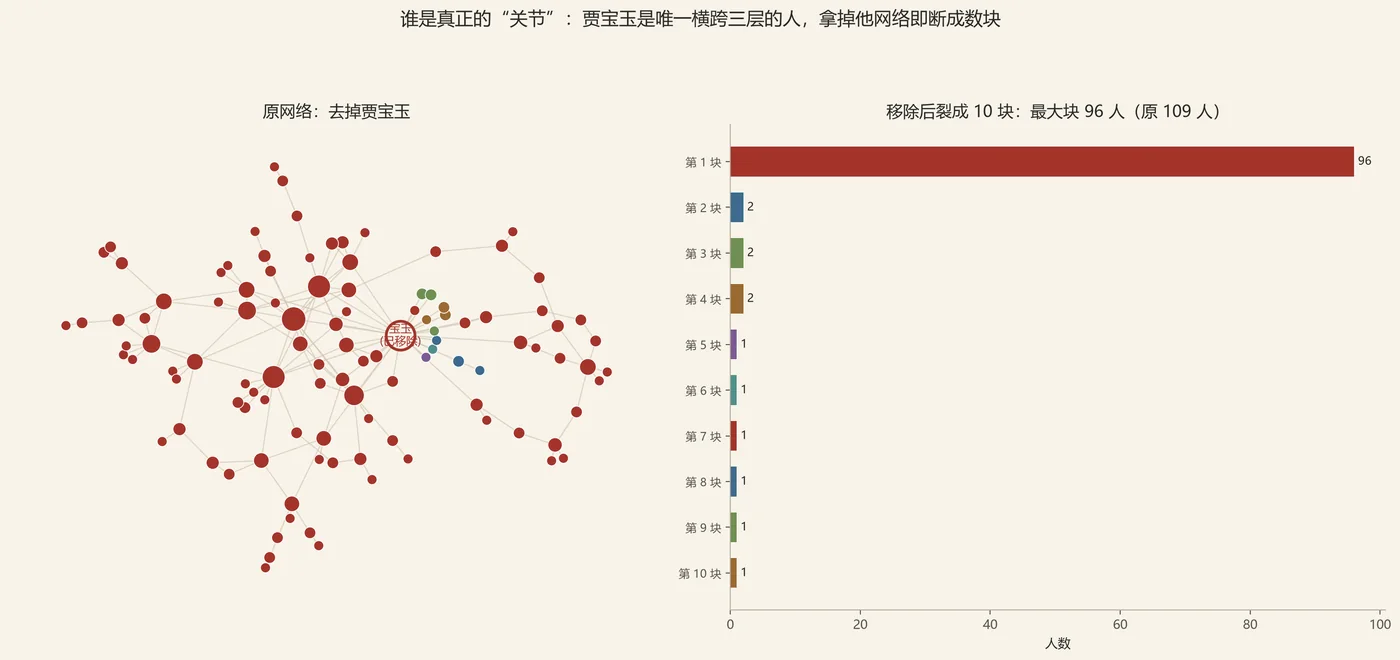 谁是真正的“关节”：贾宝玉是唯一横跨三层的人，拿掉他网络即断成数块
原网络：去掉贾宝玉
宝玉
(已移除)
移除后裂成 10 块：最大块 96 人（原 109 人）
第 1 块 96
第 2 块 2
第 3 块 2
第 4 块 2
第 5 块 1
第 6 块 1
第 7 块 1
第 8 块 1
第 9 块 1
第 10 块 1
0 20 40 60 80 100
人数